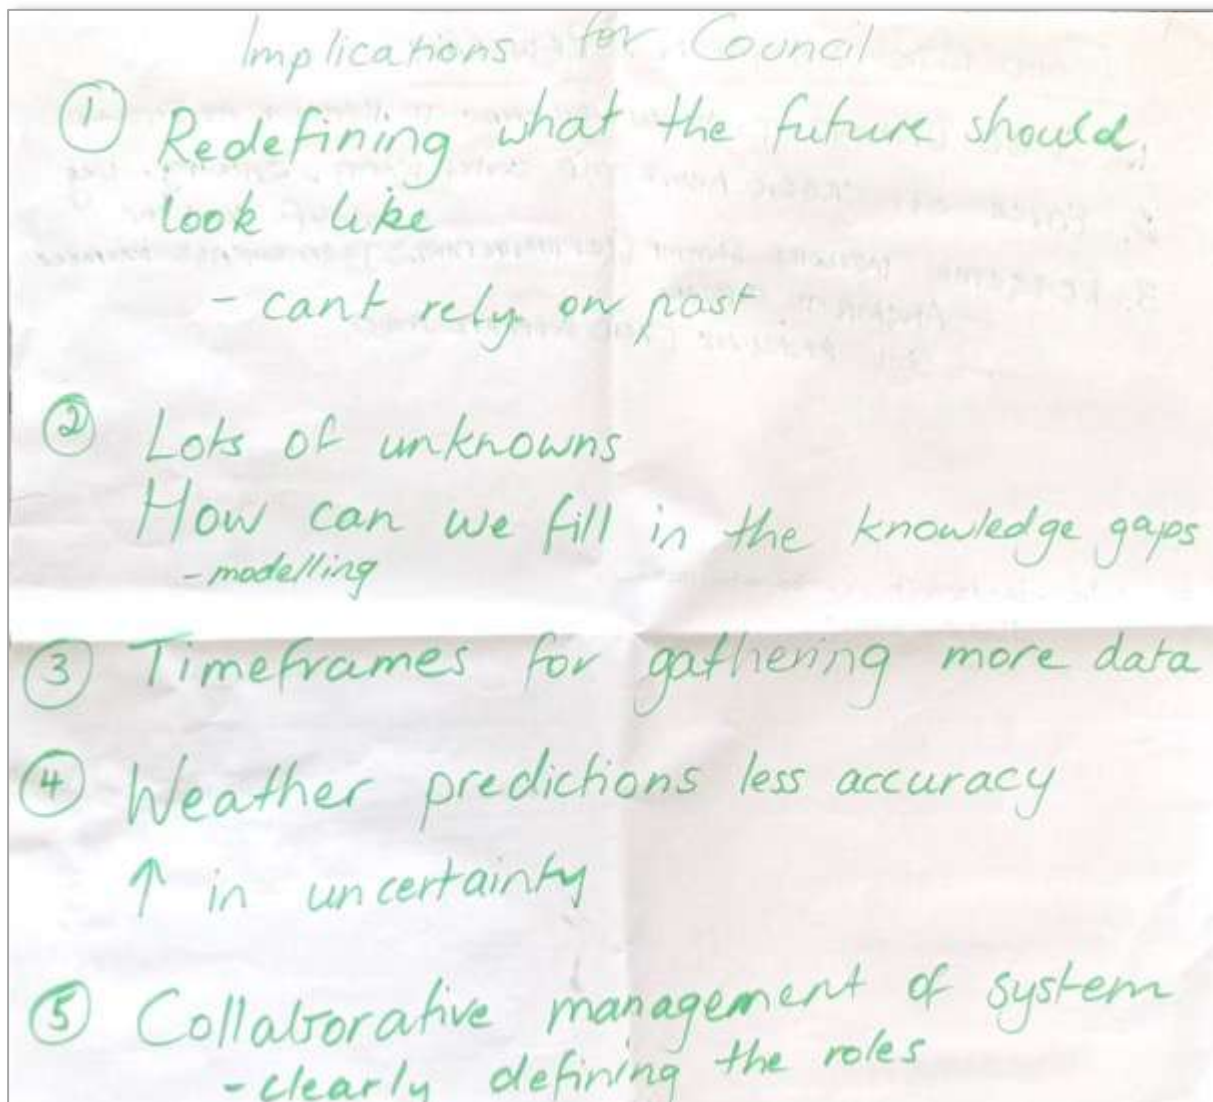 Implications for Council
① Redefining what the future should
look like
- cant rely on past
② Lots of unknowns
How can we fill in the knowledge gaps
- modelling
③ Timeframes for gathering more data
④ Weather predictions less accuracy
↑ in uncertainty
⑤ Collaborative management of system
- clearly defining the roles